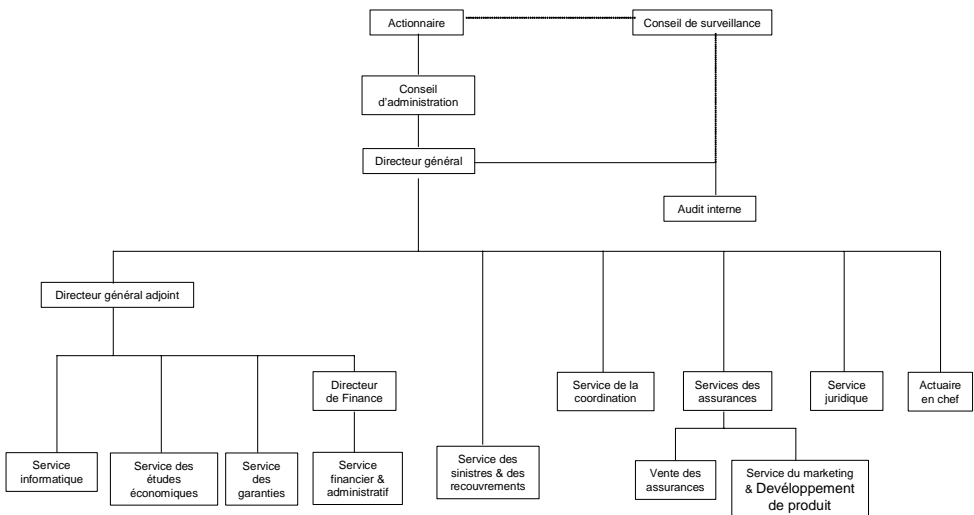 Actionnaire
Conseil de surveillance
Conseil
d'administration
Directeur général
Audit interne
Directeur général adjoint
Directeur
de Finance
Service de la
coordination
Services des
assurances
Service
juridique
Actuaire
en chef
Service
informatique
Service des
études
économiques
Service
des
garanties
Service
financier &
administratif
Service des
sinistres & des
recouvrements
Vente des
assurances
Service du marketing
& Devéloppement
de produit